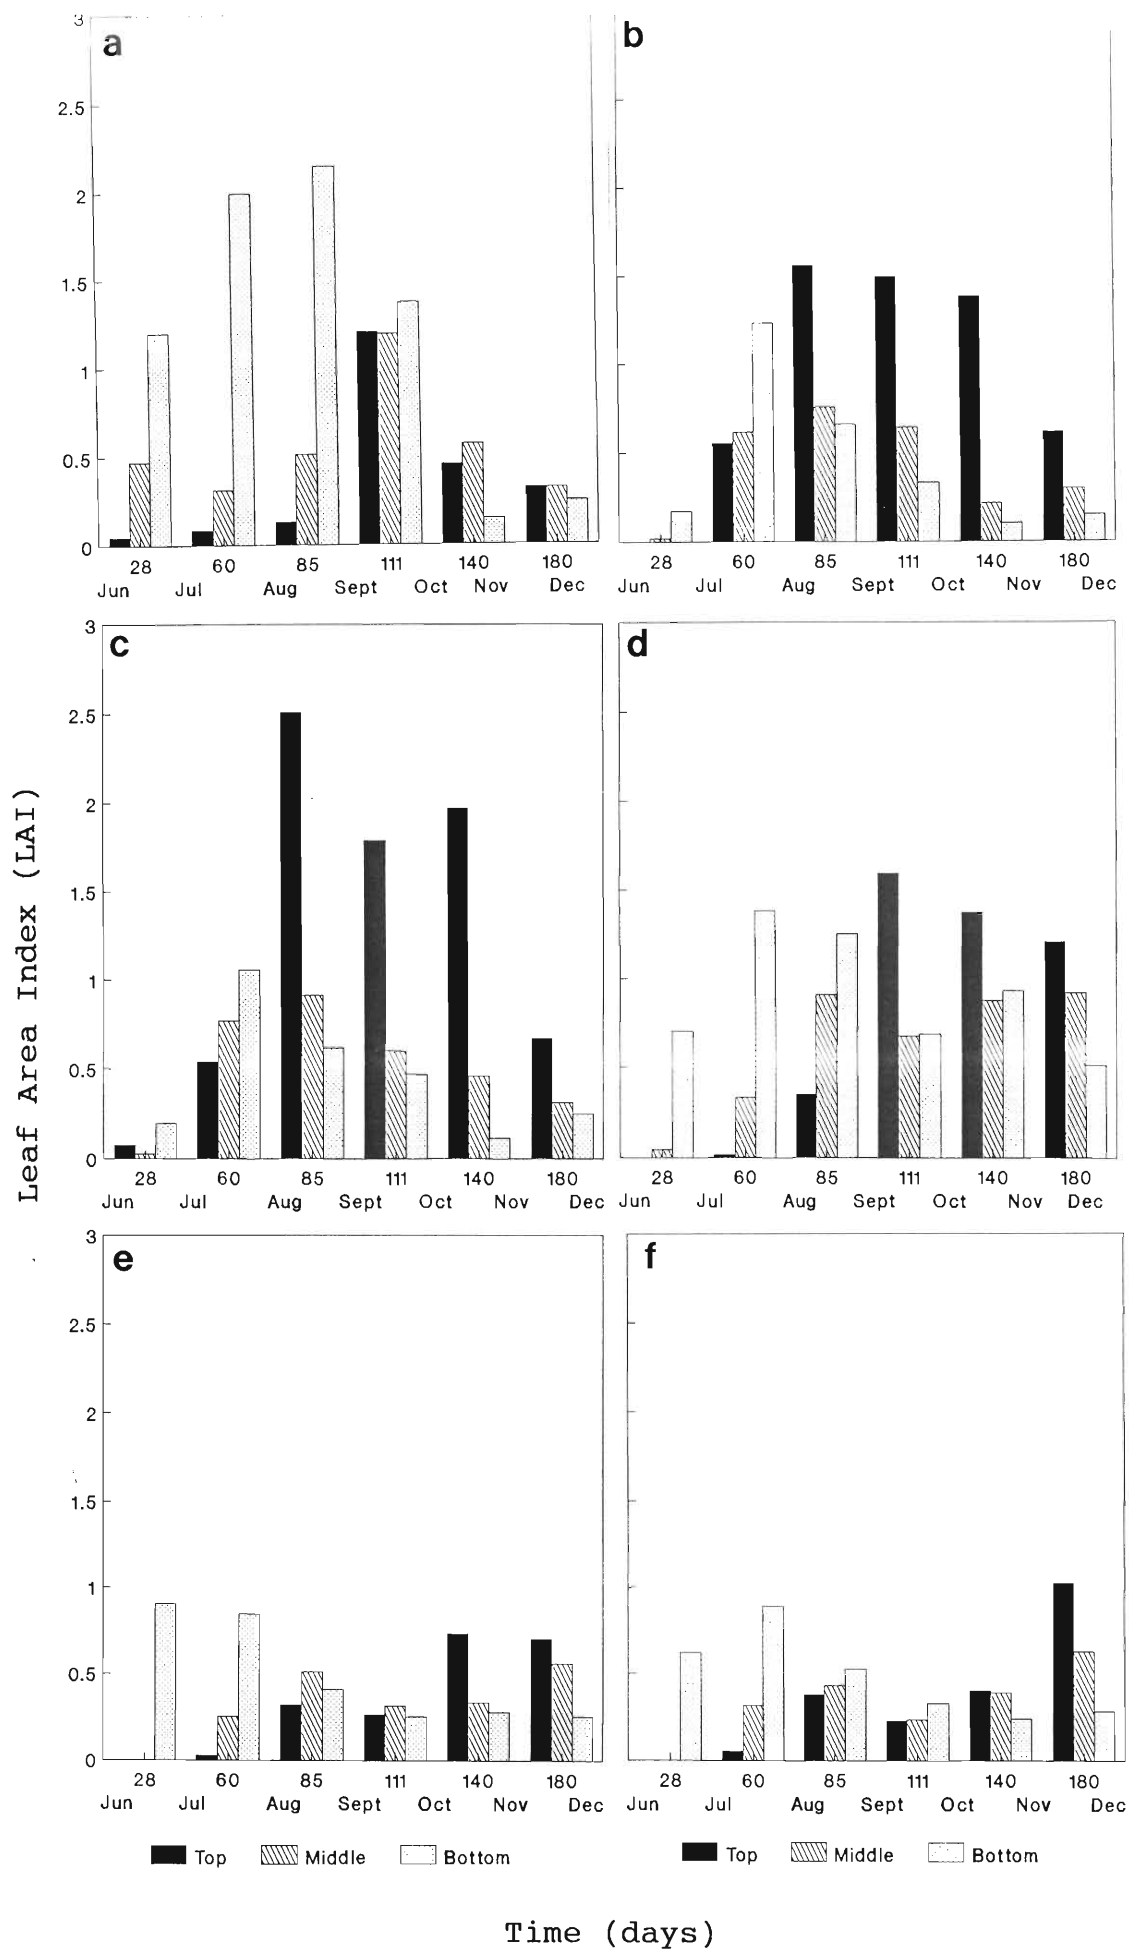 a
b
3
2.5
2
1.5
1
0.5
0
28 60 85 111 140 180
Jun Jul Aug Sept Oct Nov Dec
28 60 85 111 140 180
Jun Jul Aug Sept Oct Nov Dec
c
d
3
2.5
2
1.5
1
0.5
0
28 60 85 111 140 180
Jun Jul Aug Sept Oct Nov Dec
28 60 85 111 140 180
Jun Jul Aug Sept Oct Nov Dec
Leaf Area Index (LAI)
e
f
3
2.5
2
1.5
1
0.5
0
28 60 85 111 140 180
Jun Jul Aug Sept Oct Nov Dec
28 60 85 111 140 180
Jun Jul Aug Sept Oct Nov Dec
Top Middle Bottom
Top Middle Bottom
Time (days)